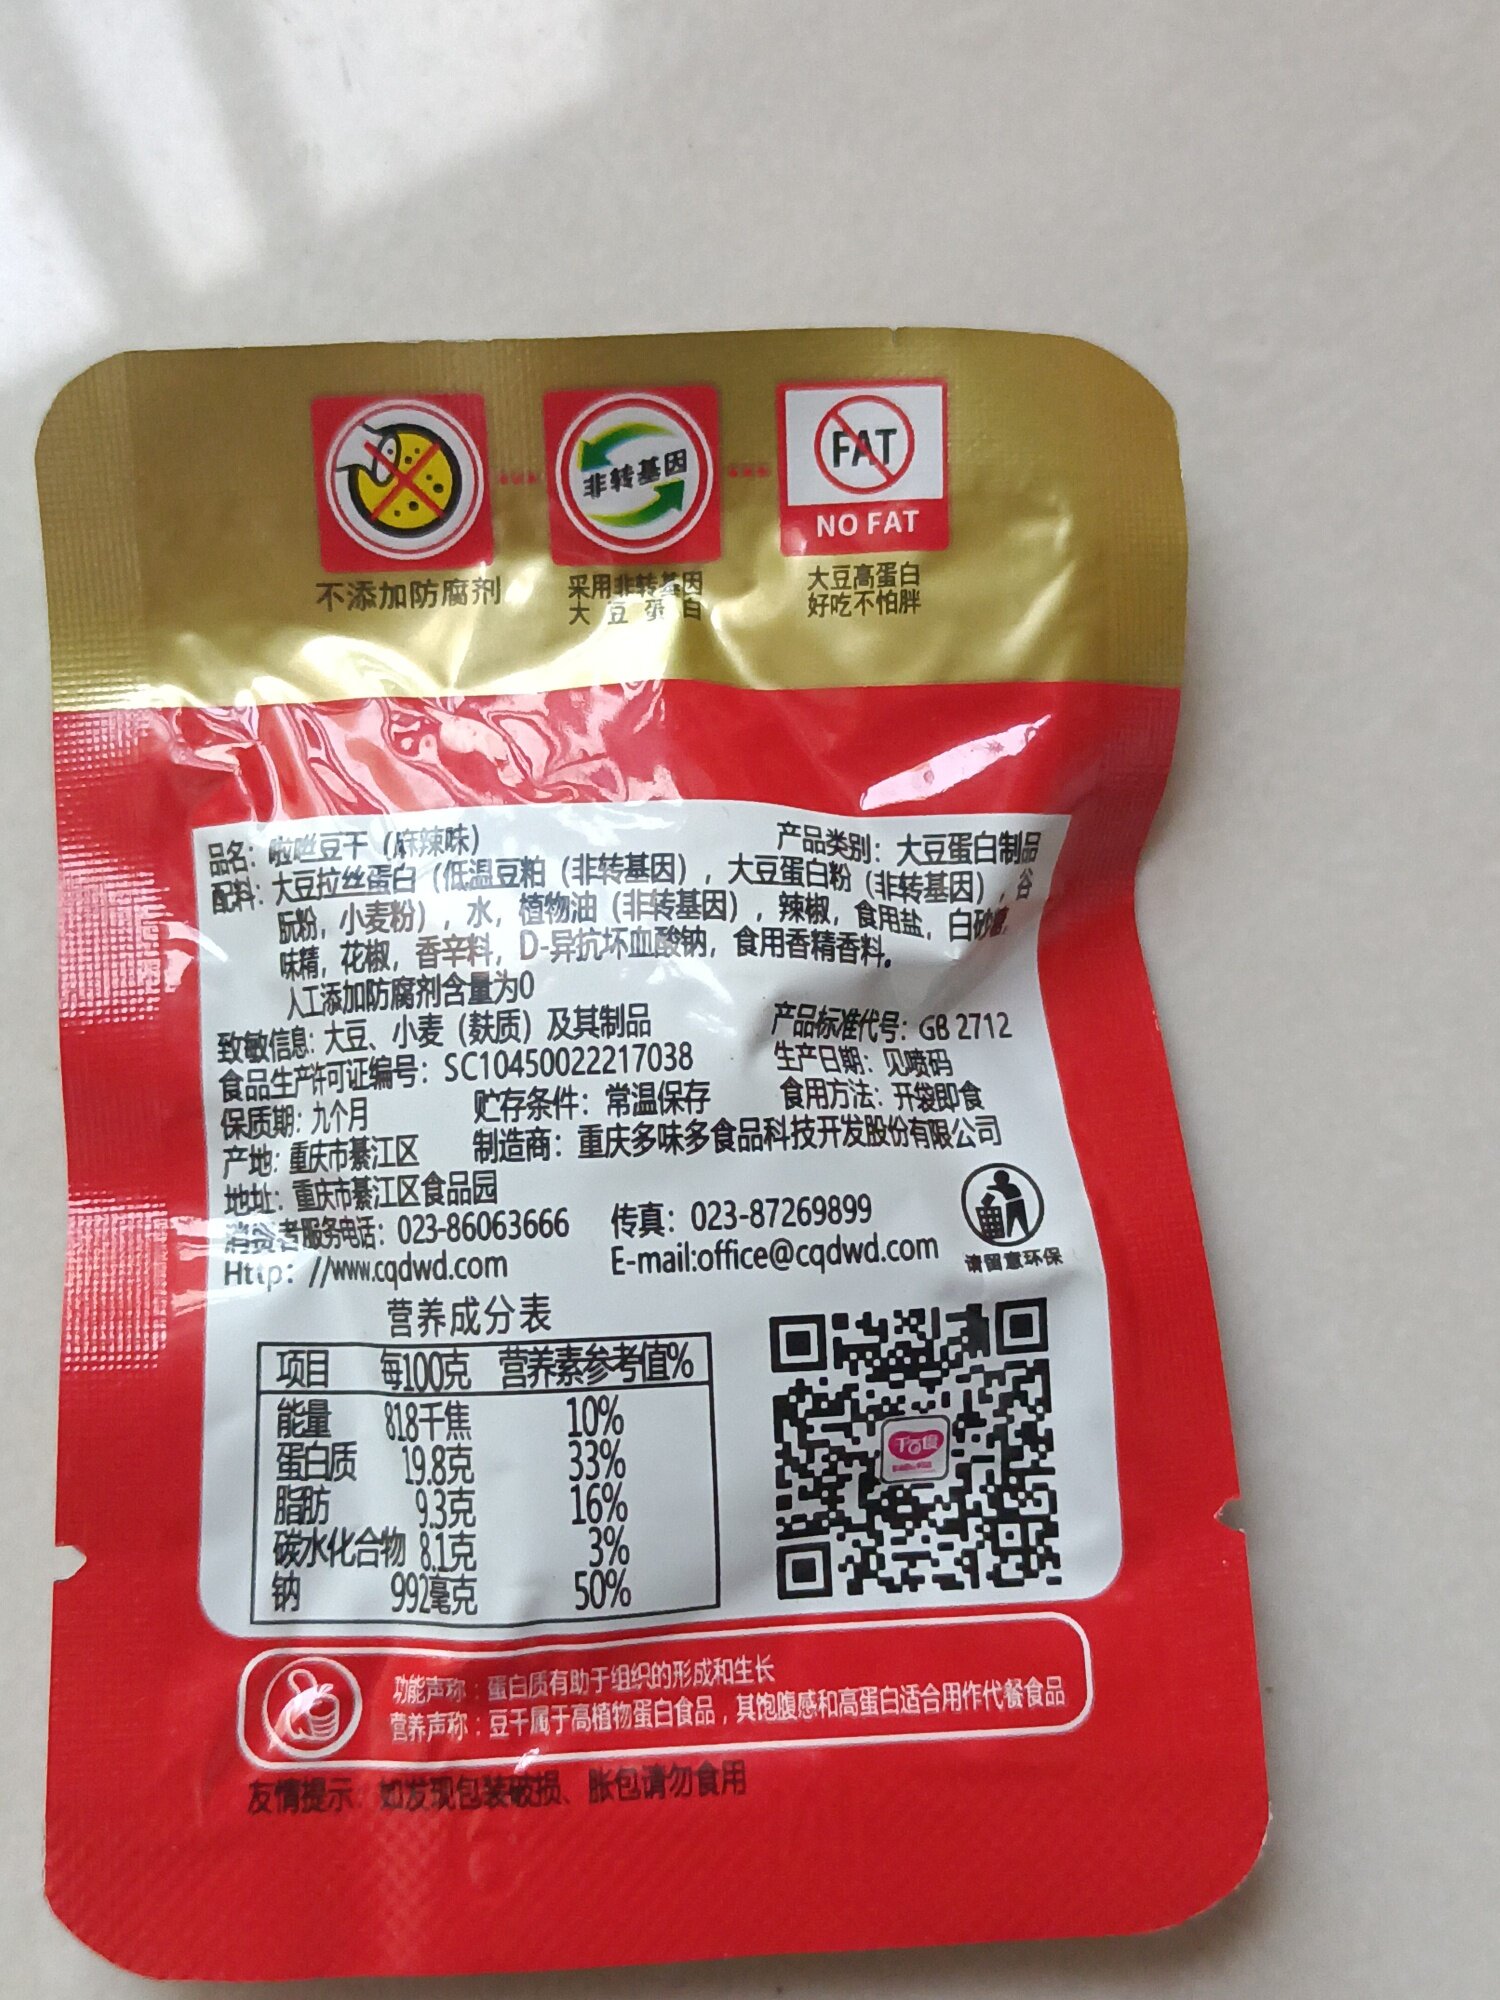 非转基因
FAT
NO FAT
不添加防腐剂
采用非转基因
大豆蛋白
大豆高蛋白
好吃不怕胖
品名：啦咝豆干（麻辣味）
产品类别：大豆蛋白制品
配料：大豆拉丝蛋白（低温豆粕（非转基因），大豆蛋白粉（非转基因），谷
朊粉，小麦粉），水，植物油（非转基因），辣椒，食用盐，白砂糖，
味精，花椒，香辛料，D-异抗坏血酸钠，食用香精香料。
人工添加防腐剂含量为0
致敏信息：大豆、小麦（麸质）及其制品
产品标准代号：GB 2712
食品生产许可证编号：SC10450022217038
生产日期：见喷码
保质期：九个月
贮存条件：常温保存
食用方法：开袋即食
产地：重庆市綦江区
制造商：重庆多味多食品科技开发股份有限公司
地址：重庆市綦江区食品园
消费者服务电话：023-86063666
传真：023-87269899
Http：//www.cqdwd.com
E-mail:office@cqdwd.com
请留意环保
营养成分表
项目 每100克 营养素参考值%
能量 818千焦 10%
蛋白质 19.8克 33%
脂肪 9.3克 16%
碳水化合物 8.1克 3%
钠 992毫克 50%
千百食
功能声称：蛋白质有助于组织的形成和生长
营养声称：豆干属于高植物蛋白食品，其饱腹感和高蛋白适合用作代餐食品
友情提示：如发现包装破损、胀包请勿食用